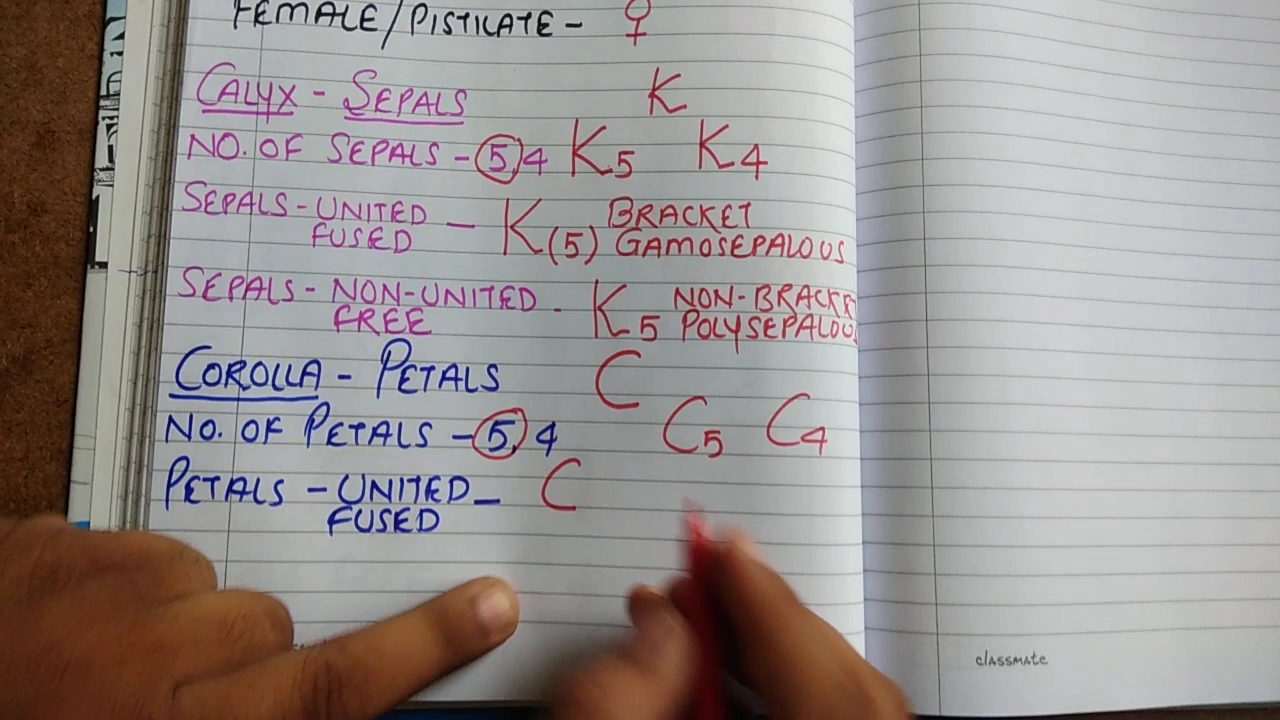 FEMALE/PISTILATE - ♀
CALYX - SEPALS K
NO. OF SEPALS - 5,4 K5 K4
SEPALS - UNITED - K(5) BRACKET
FUSED GAMOSEPALOUS
SEPALS - NON-UNITED - K5 NON-BRACKET
FREE POLYSEPALOUS
COROLLA - PETALS C
NO. OF PETALS - 5,4 C5 C4
PETALS - UNITED - C
FUSED
classmate